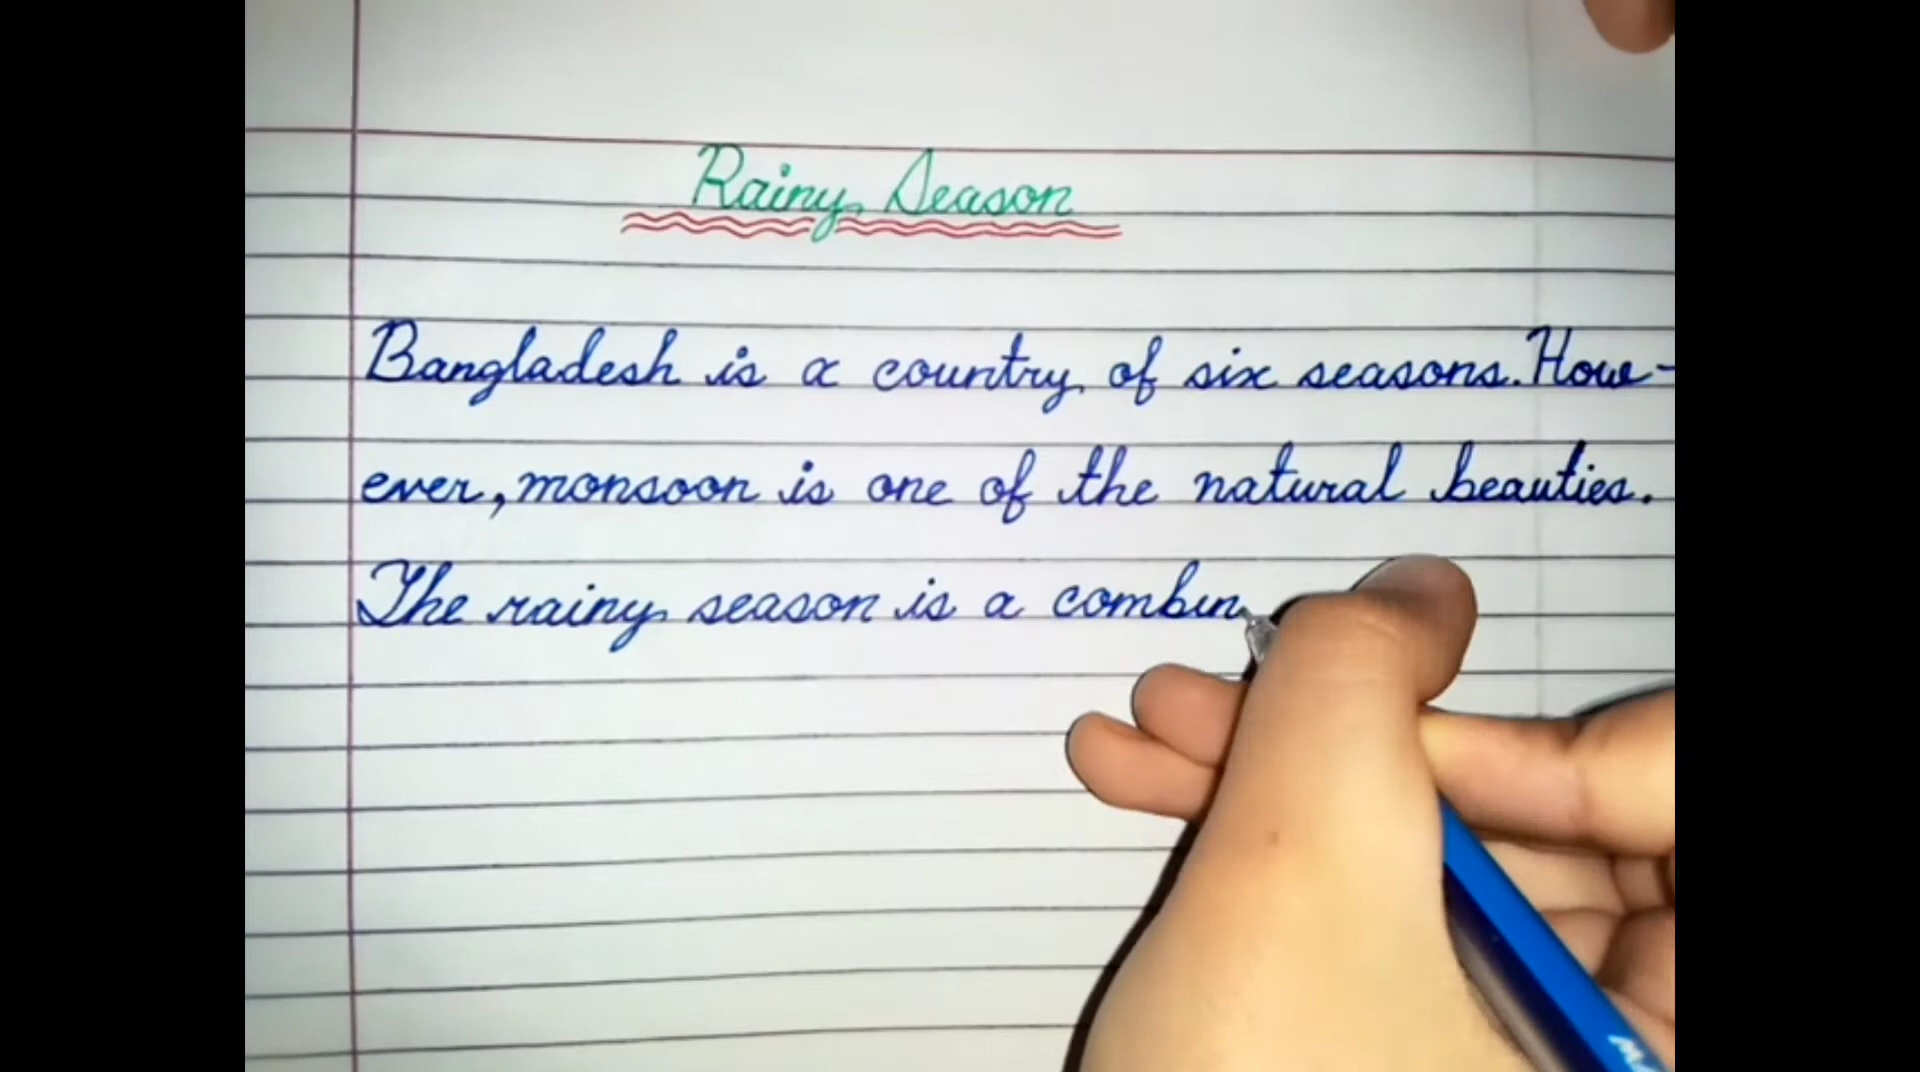 Rainy Season
Bangladesh is a country of six seasons. How-
ever, monsoon is one of the natural beauties.
The rainy season is a combin